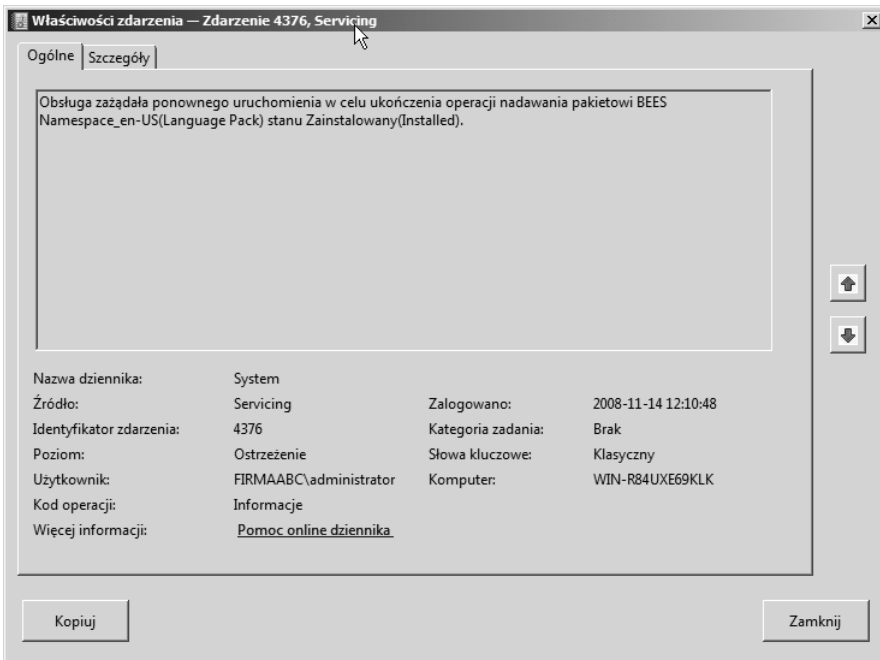 Właściwości zdarzenia — Zdarzenie 4376, Servicing
Ogólne
Szczegóły
Obsługa zażądała ponownego uruchomienia w celu ukończenia operacji nadawania pakietowi BEES
Namespace_en-US(Language Pack) stanu Zainstalowany(Installed).
Nazwa dziennika: System
Źródło: Servicing Zalogowano: 2008-11-14 12:10:48
Identyfikator zdarzenia: 4376 Kategoria zadania: Brak
Poziom: Ostrzeżenie Słowa kluczowe: Klasyczny
Użytkownik: FIRMAABC\administrator Komputer: WIN-R84UXE69KLK
Kod operacji: Informacje
Więcej informacji: Pomoc online dziennika
Kopiuj
Zamknij